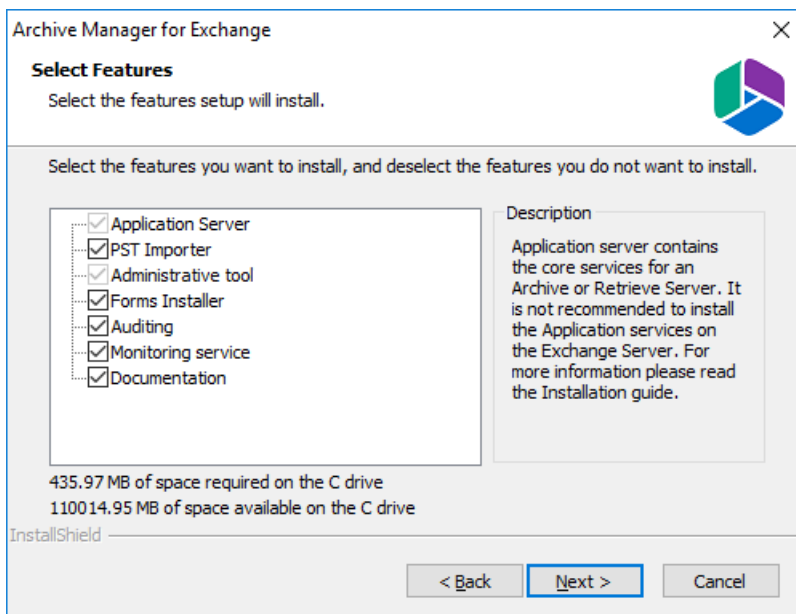 Archive Manager for Exchange
Select Features
Select the features setup will install.
Select the features you want to install, and deselect the features you do not want to install.
Application Server
PST Importer
Administrative tool
Forms Installer
Auditing
Monitoring service
Documentation
Description
Application server contains
the core services for an
Archive or Retrieve Server. It
is not recommended to install
the Application services on
the Exchange Server. For
more information please read
the Installation guide.
435.97 MB of space required on the C drive
110014.95 MB of space available on the C drive
InstallShield
< Back
Next >
Cancel